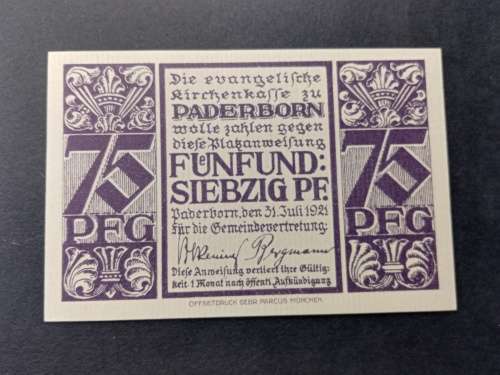 Die evangelische
Kirchenkasse zu
PADERBORN
wolle zahlen gegen
diese Platzanweisung
FÜNFUND:
SIEBZIG PF
Paderborn, den 31. Juli 1921
für die Gemeindevertretung:
Bergmann
Diese Anweisung verliert ihre Gültig-
keit 1 Monat nach öffentl. Aufkündigung
75
PFG
75
PFG
OFFSETDRUCK GEBR. PARCUS MÜNCHEN.